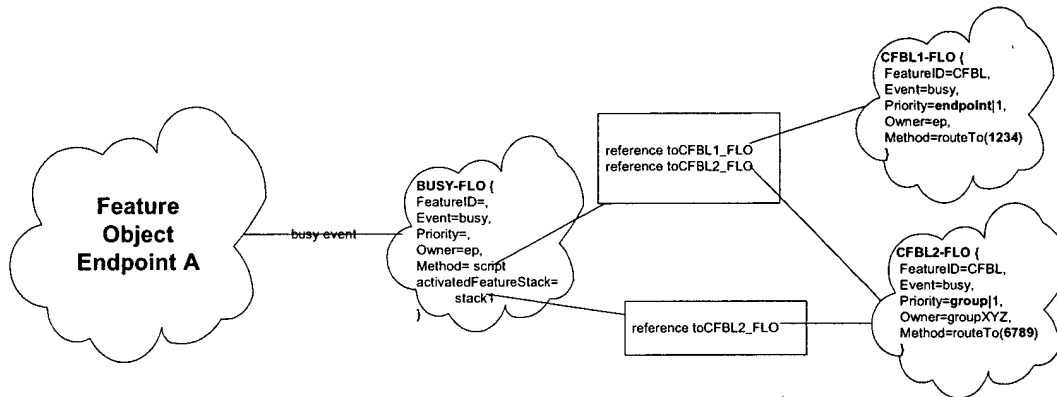 Feature
Object
Endpoint A
busy event
BUSY-FLO {
FeatureID=,
Event=busy,
Priority=,
Owner=ep,
Method= script
activatedFeatureStack=
stack1
}
reference toCFBL1_FLO
reference toCFBL2_FLO
reference toCFBL2_FLO
CFBL1-FLO {
FeatureID=CFBL,
Event=busy,
Priority=endpoint|1,
Owner=ep,
Method=routeTo(1234)
CFBL2-FLO {
FeatureID=CFBL,
Event=busy,
Priority=group|1,
Owner=groupXYZ,
Method=routeTo(6789)